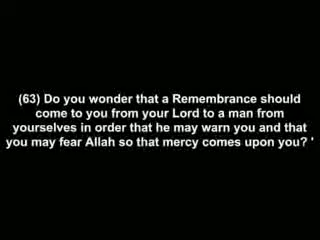 (63) Do you wonder that a Remembrance should
come to you from your Lord to a man from
yourselves in order that he may warn you and that
you may fear Allah so that mercy comes upon you? '